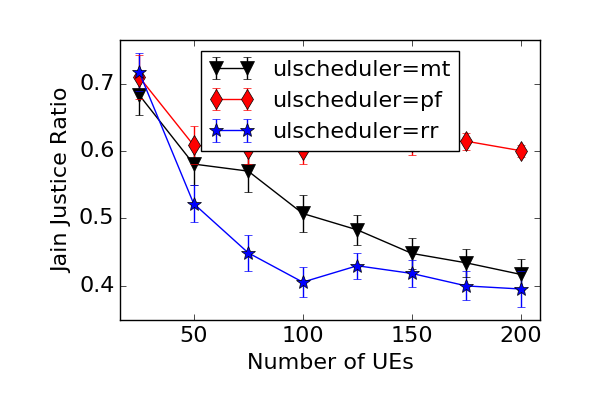 ulscheduler=mt
ulscheduler=pf
ulscheduler=rr
Jain Justice Ratio
0.7
0.6
0.5
0.4
50 100 150 200
Number of UEs